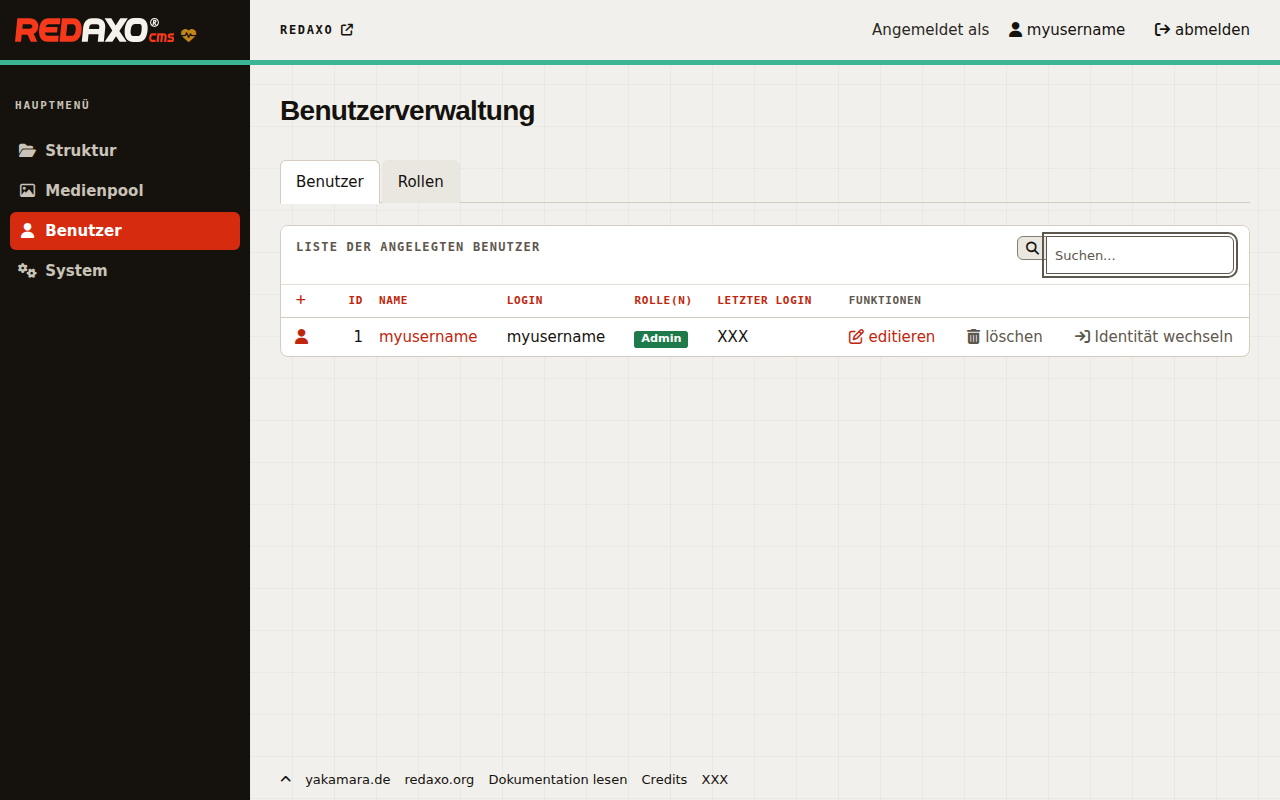 REDAXO® cms
REDAXO
Angemeldet als myusername abmelden
HAUPTMENÜ
Struktur
Medienpool
Benutzer
System
Benutzerverwaltung
Benutzer Rollen
LISTE DER ANGELEGTEN BENUTZER
Suchen...
+ ID NAME LOGIN ROLLE(N) LETZTER LOGIN FUNKTIONEN
1 myusername myusername Admin XXX editieren löschen Identität wechseln
yakamara.de redaxo.org Dokumentation lesen Credits XXX